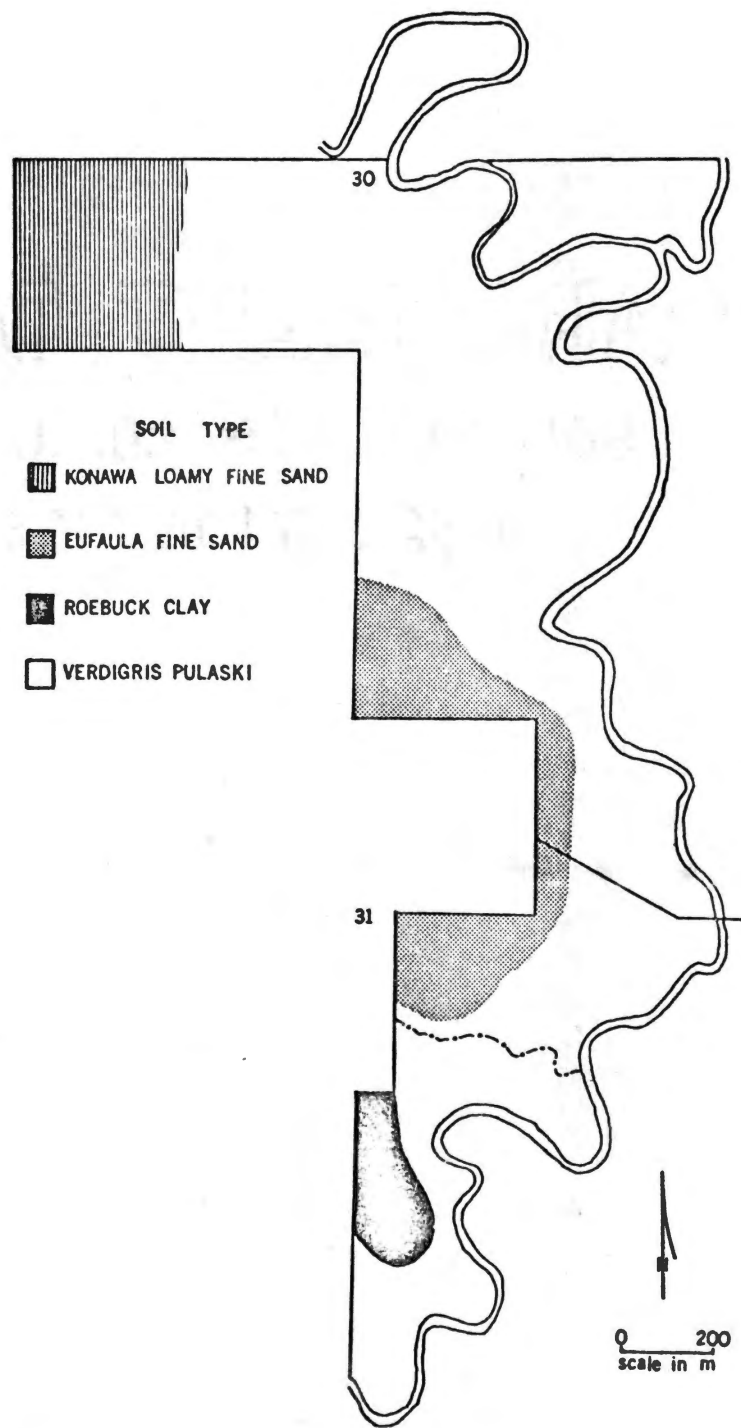 30
SOIL TYPE
KONAWA LOAMY FINE SAND
EUFAULA FINE SAND
ROEBUCK CLAY
VERDIGRIS PULASKI
31
0 200
scale in m